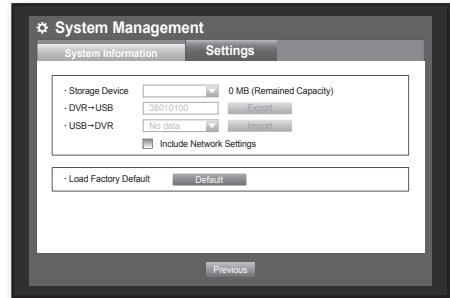 System Management
System Information Settings
· Storage Device 0 MB (Remained Capacity)
· DVR→USB 38010100 Export
· USB→DVR No data Import
Include Network Settings
· Load Factory Default Default
Previous